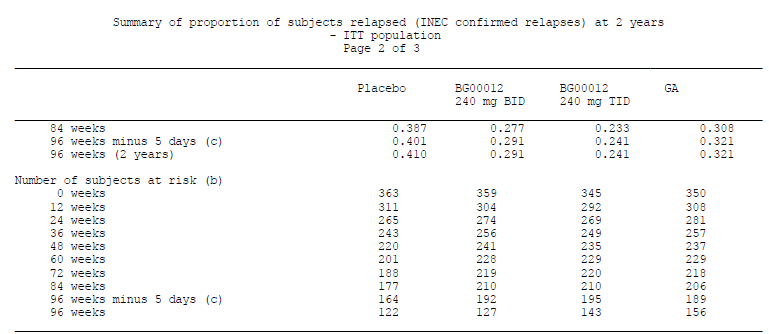 Summary of proportion of subjects relapsed (INEC confirmed relapses) at 2 years
- ITT population
Page 2 of 3
Placebo BG00012 BG00012 GA
240 mg BID 240 mg TID
84 weeks 0.387 0.277 0.233 0.308
96 weeks minus 5 days (c) 0.401 0.291 0.241 0.321
96 weeks (2 years) 0.410 0.291 0.241 0.321
Number of subjects at risk (b)
0 weeks 363 359 345 350
12 weeks 311 304 292 308
24 weeks 265 274 269 281
36 weeks 243 256 249 257
48 weeks 220 241 235 237
60 weeks 201 228 229 229
72 weeks 188 219 220 218
84 weeks 177 210 210 206
96 weeks minus 5 days (c) 164 192 195 189
96 weeks 122 127 143 156